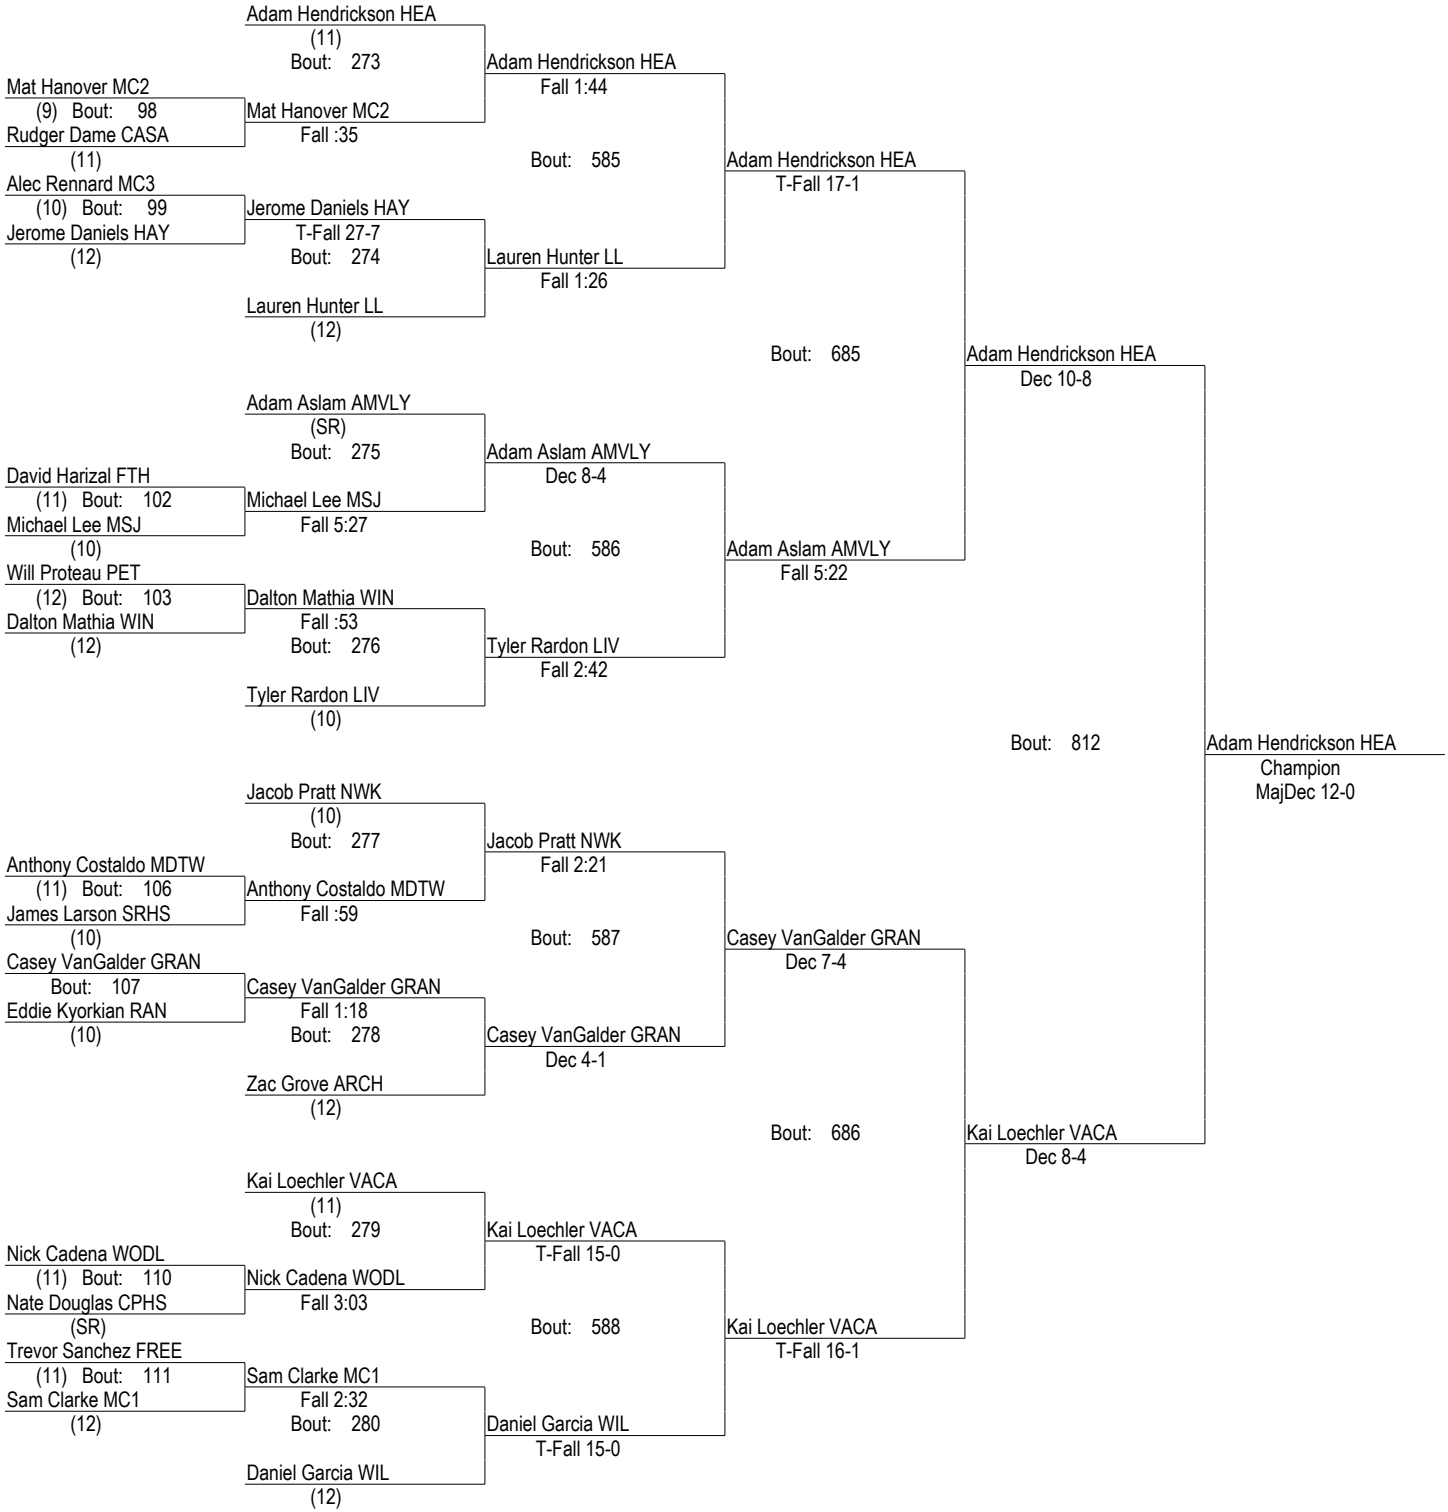 Adam Hendrickson HEA
(11)
Bout: 273
Adam Hendrickson HEA
Fall 1:44
Mat Hanover MC2
(9) Bout: 98
Mat Hanover MC2
Rudger Dame CASA
Fall :35
(11)
Bout: 585
Adam Hendrickson HEA
T-Fall 17-1
Alec Rennard MC3
(10) Bout: 99
Jerome Daniels HAY
Jerome Daniels HAY
T-Fall 27-7
(12)
Bout: 274
Lauren Hunter LL
Fall 1:26
Lauren Hunter LL
(12)
Bout: 685
Adam Hendrickson HEA
Dec 10-8
Adam Aslam AMVLY
(SR)
Bout: 275
Adam Aslam AMVLY
Dec 8-4
David Harizal FTH
(11) Bout: 102
Michael Lee MSJ
Michael Lee MSJ
Fall 5:27
(10)
Bout: 586
Adam Aslam AMVLY
Fall 5:22
Will Proteau PET
(12) Bout: 103
Dalton Mathia WIN
Dalton Mathia WIN
Fall :53
(12)
Bout: 276
Tyler Rardon LIV
Fall 2:42
Tyler Rardon LIV
(10)
Bout: 812
Adam Hendrickson HEA
Champion
MajDec 12-0
Jacob Pratt NWK
(10)
Bout: 277
Jacob Pratt NWK
Fall 2:21
Anthony Costaldo MDTW
(11) Bout: 106
Anthony Costaldo MDTW
James Larson SRHS
Fall :59
(10)
Bout: 587
Casey VanGalder GRAN
Dec 7-4
Casey VanGalder GRAN
Bout: 107
Casey VanGalder GRAN
Eddie Kyorkian RAN
Fall 1:18
(10)
Bout: 278
Casey VanGalder GRAN
Dec 4-1
Zac Grove ARCH
(12)
Bout: 686
Kai Loechler VACA
Dec 8-4
Kai Loechler VACA
(11)
Bout: 279
Kai Loechler VACA
T-Fall 15-0
Nick Cadena WODL
(11) Bout: 110
Nick Cadena WODL
Nate Douglas CPHS
Fall 3:03
(SR)
Bout: 588
Kai Loechler VACA
T-Fall 16-1
Trevor Sanchez FREE
(11) Bout: 111
Sam Clarke MC1
Sam Clarke MC1
Fall 2:32
(12)
Bout: 280
Daniel Garcia WIL
T-Fall 15-0
Daniel Garcia WIL
(12)